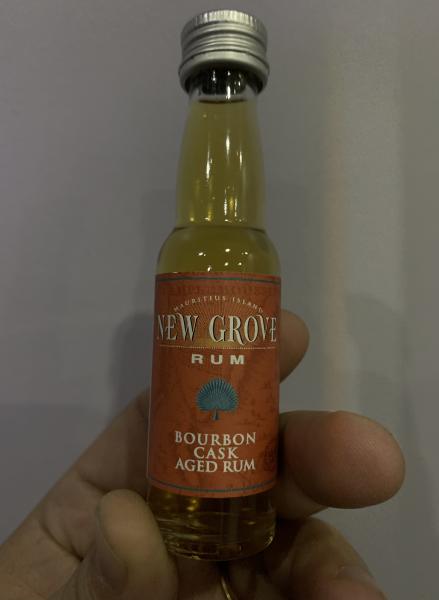 MAURITIUS ISLAND
NEW GROVE
RUM
BOURBON
CASK
AGED RUM